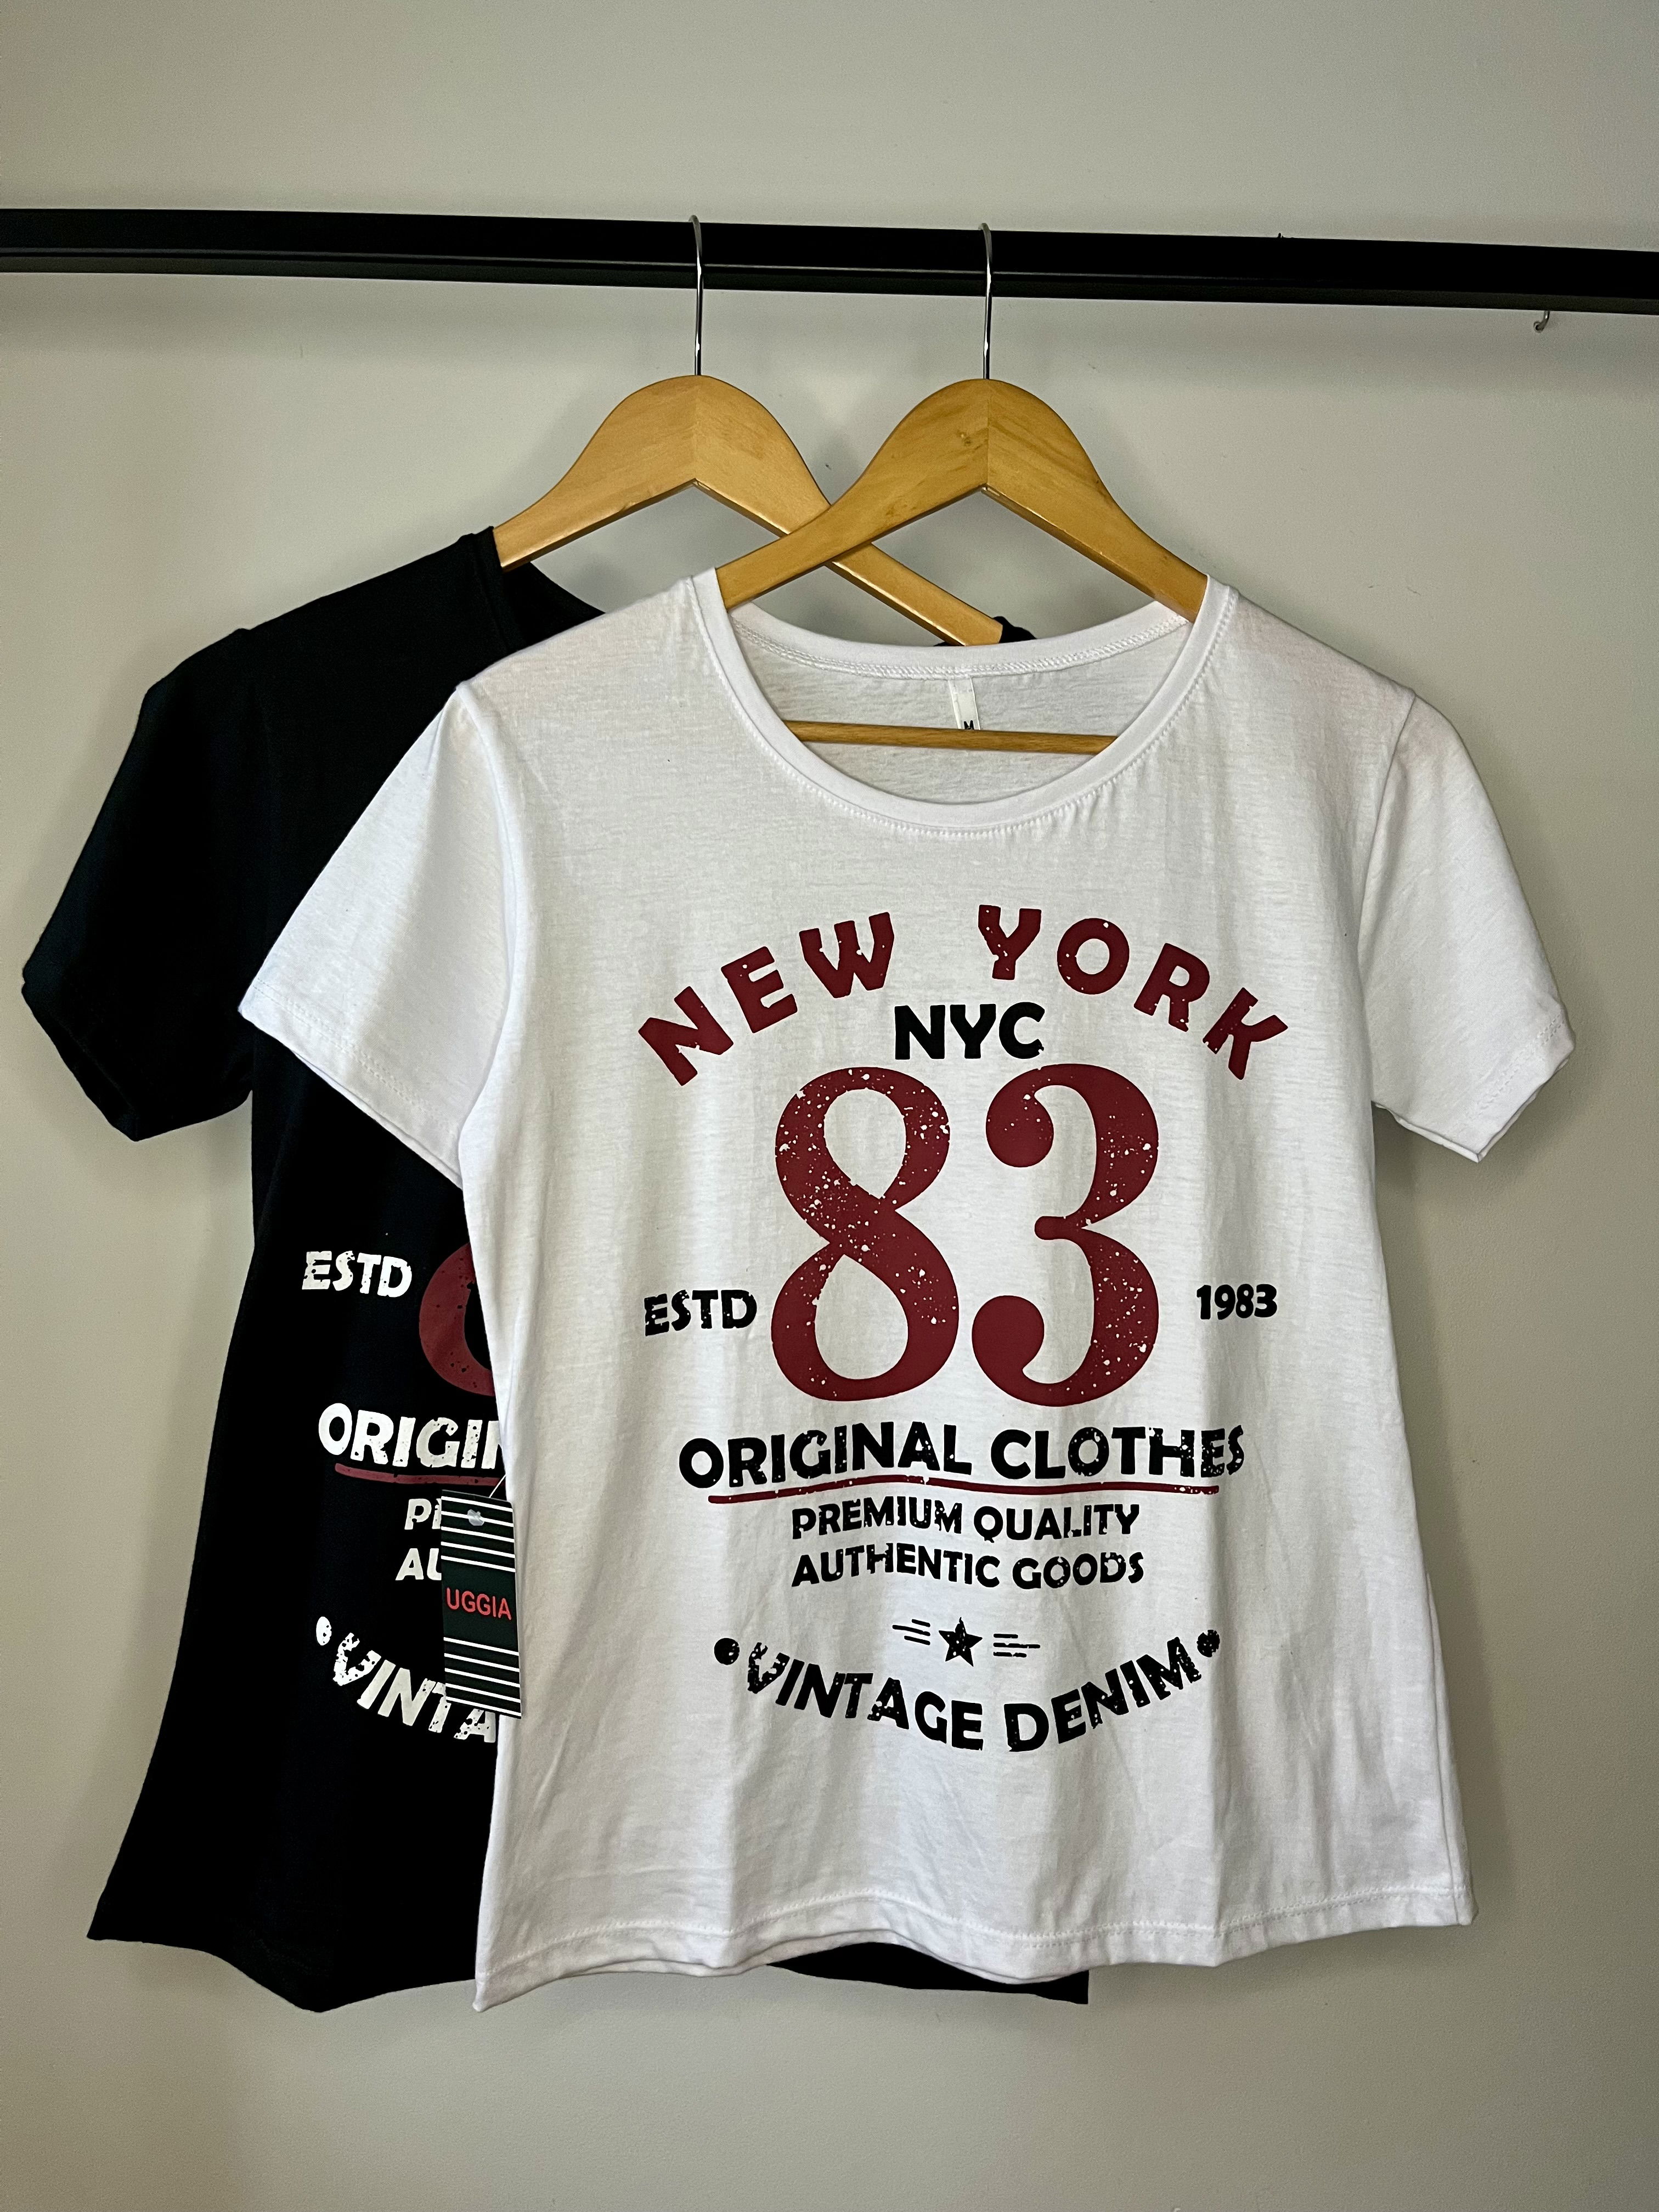 M
NEW YORK
NYC
83
ESTD
1983
ORIGINAL CLOTHES
PREMIUM QUALITY
AUTHENTIC GOODS
VINTAGE DENIM
ESTD
ORIGIN
PR
AU
VINTA
UGGIA